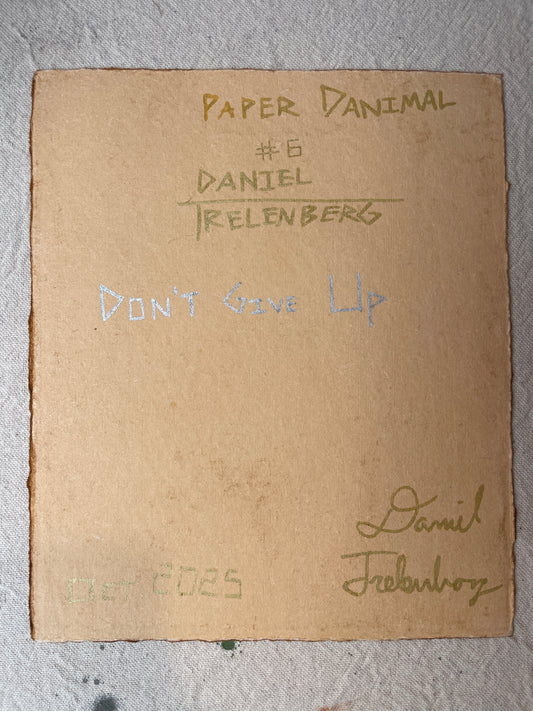 PAPER DANIMAL
#6
DANIEL
TRELENBERG
DON'T GIVE UP
Daniel
Trelenberg
OCT 2025